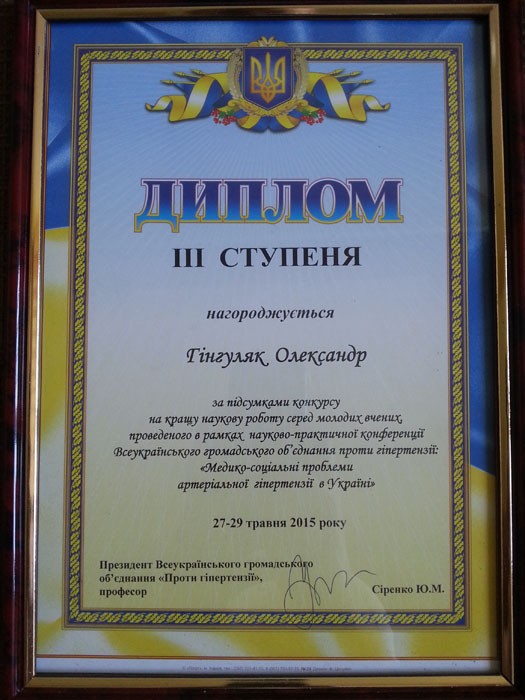 ДИПЛОМ
III СТУПЕНЯ
нагороджується
Гінгуляк Олександр
за підсумками конкурсу
на кращу наукову роботу серед молодих вчених,
проведеного в рамках науково-практичної конференції
Всеукраїнського громадського об'єднання проти гіпертензії:
«Медико-соціальні проблеми
артеріальної гіпертензії в Україні»
27-29 травня 2015 року
Президент Всеукраїнського громадського
об'єднання «Проти гіпертензії»,
професор
Сіренко Ю.М.